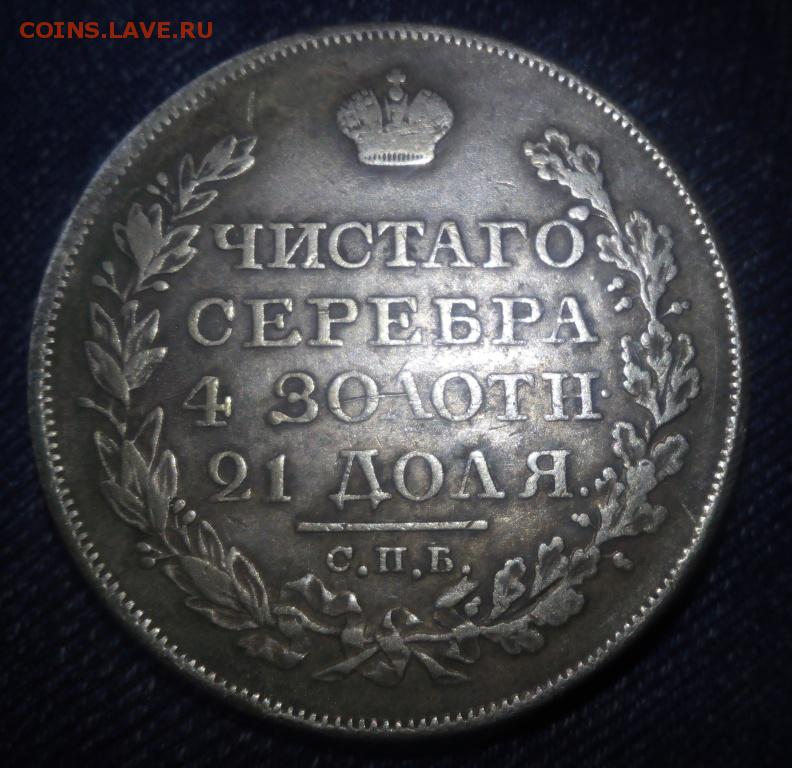 COINS.LAVE.RU
ЧИСТАГО
СЕРЕБРА
4 ЗОЛОТН.
21 ДОЛЯ.
С.П.Б.